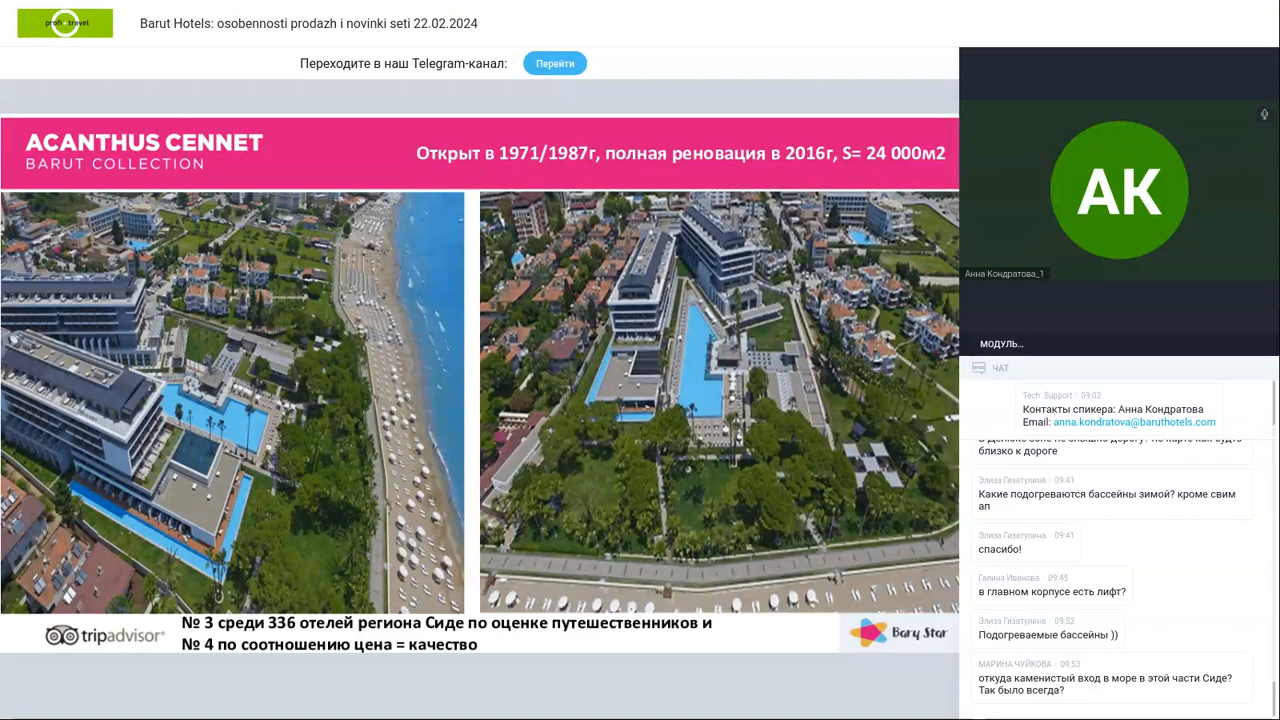 profi travel
Barut Hotels: osobennosti prodazh i novinki seti 22.02.2024
Переходите в наш Telegram-канал:
Перейти
ACANTHUS CENNET
BARUT COLLECTION
Открыт в 1971/1987г, полная реновация в 2016г, S= 24 000м2
tripadvisor®
№ 3 среди 336 отелей региона Сиде по оценке путешественников и
№ 4 по соотношению цена = качество
Bary Star
АК
Анна Кондратова_1
МОДУЛЬ...
ЧАТ
Tech Support 09:02
Контакты спикера: Анна Кондратова
Email: anna.kondratova@baruthotels.com
близко к дороге
Элиза Гизатулина 09:41
Какие подогреваются бассейны зимой? кроме свим
ап
Элиза Гизатулина 09:41
спасибо!
Галина Иванова 09:45
в главном корпусе есть лифт?
Элиза Гизатулина 09:52
Подогреваемые бассейны ))
МАРИНА ЧУЙКОВА 09:53
откуда каменистый вход в море в этой части Сиде?
Так было всегда?